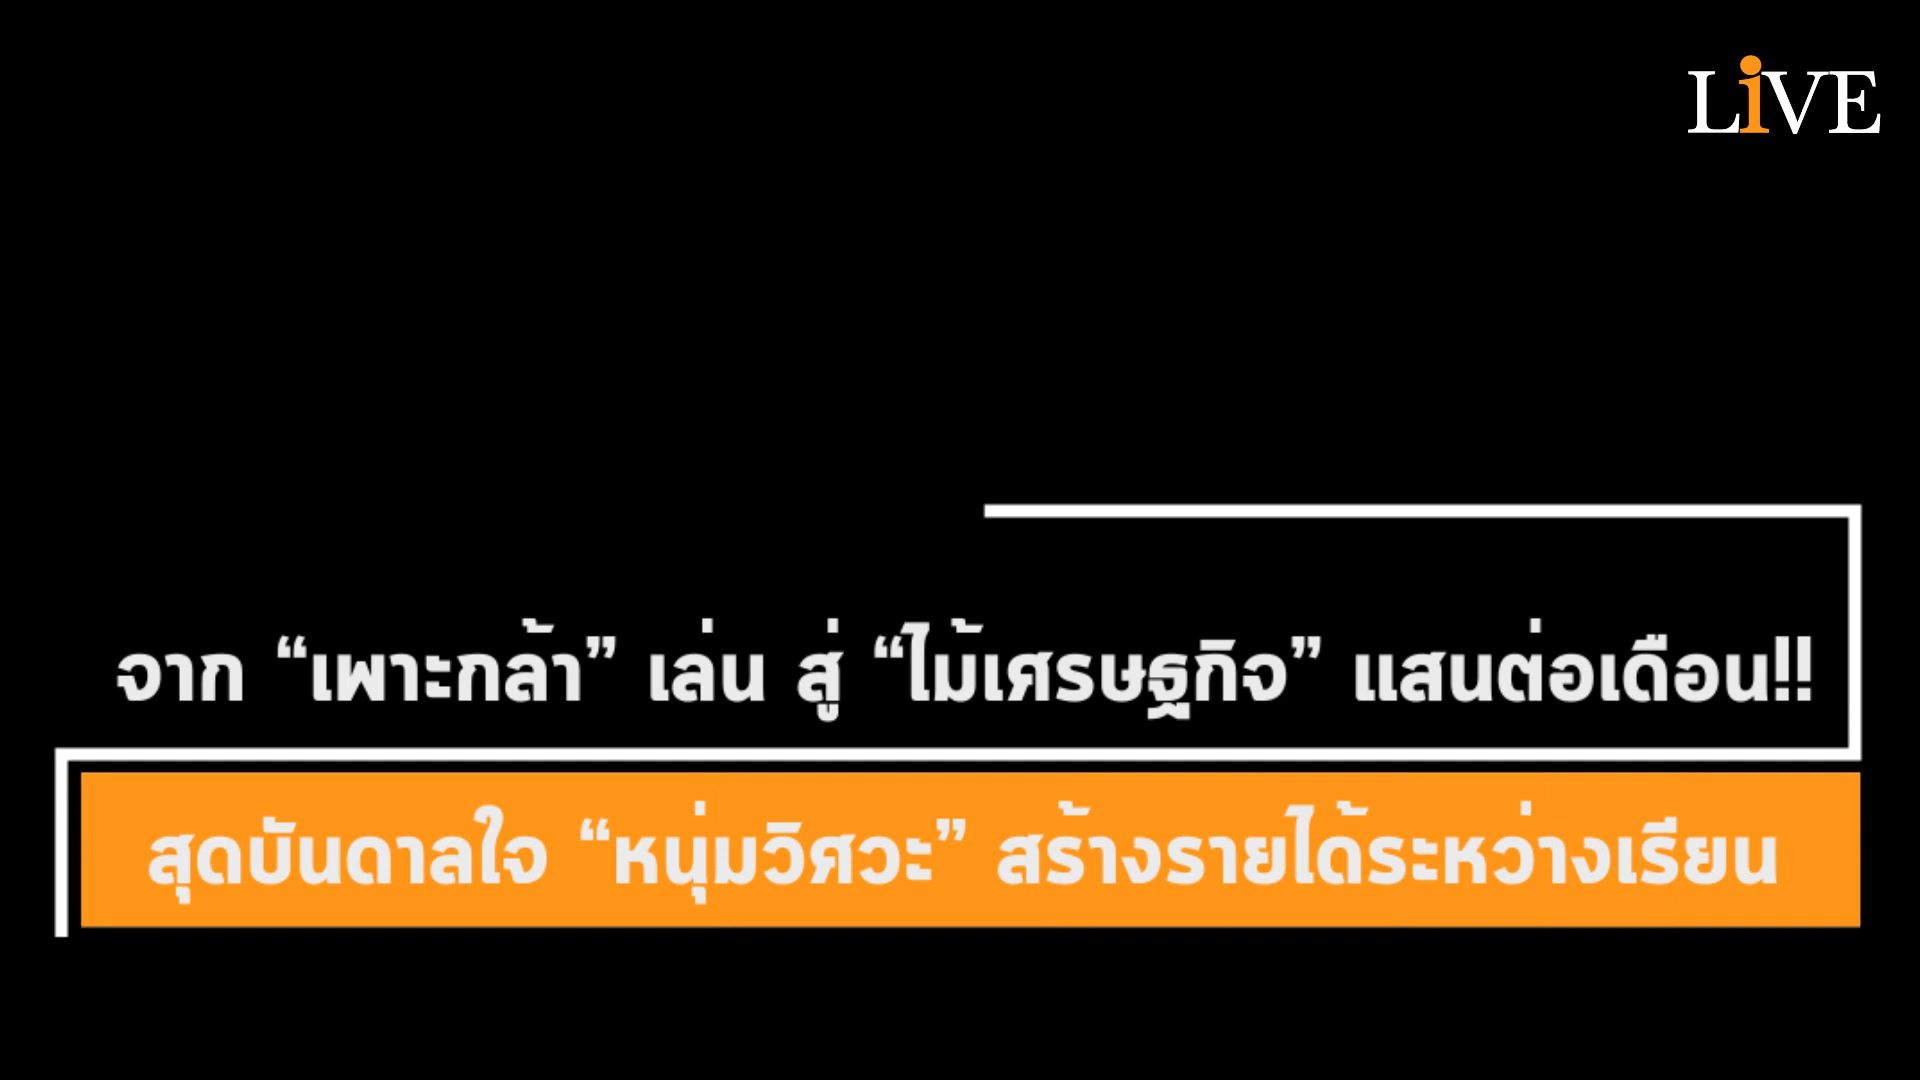 LiVE
จาก “เพาะกล้า” เล่น สู่ “ไม้เศรษฐกิจ” แสนต่อเดือน!!
สุดบันดาลใจ “หนุ่มวิศวะ” สร้างรายได้ระหว่างเรียน